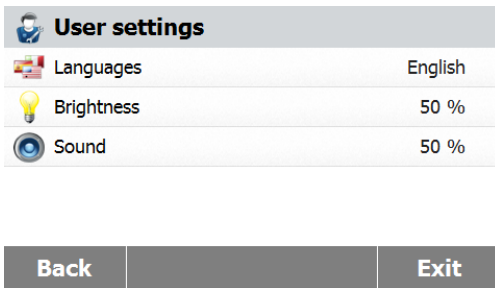 User settings
Languages English
Brightness 50 %
Sound 50 %
Back Exit